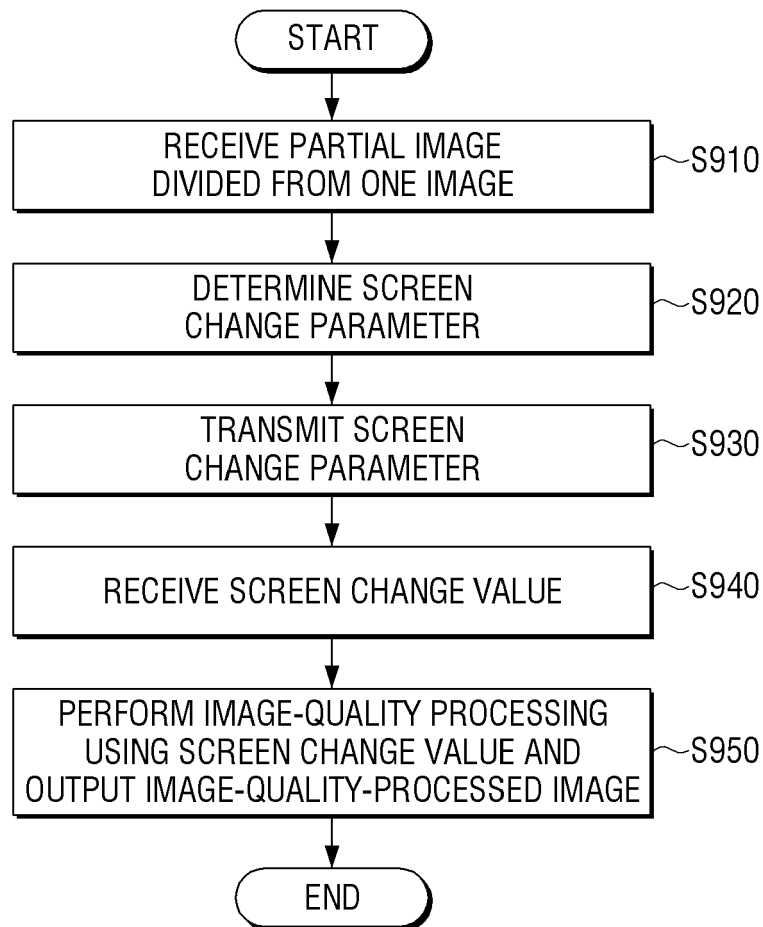 START
RECEIVE PARTIAL IMAGE
DIVIDED FROM ONE IMAGE
S910
DETERMINE SCREEN
CHANGE PARAMETER
S920
TRANSMIT SCREEN
CHANGE PARAMETER
S930
RECEIVE SCREEN CHANGE VALUE
S940
PERFORM IMAGE-QUALITY PROCESSING
USING SCREEN CHANGE VALUE AND
OUTPUT IMAGE-QUALITY-PROCESSED IMAGE
S950
END